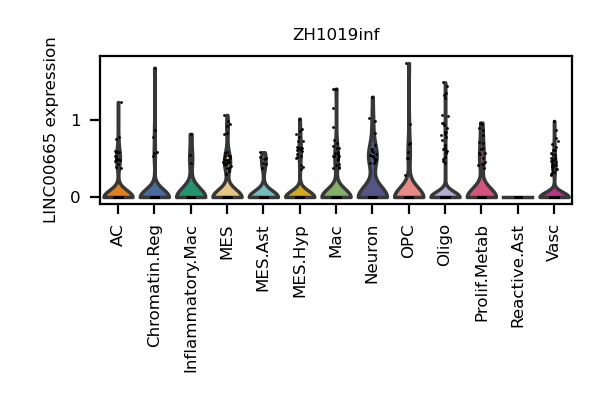 ZH1019inf
LINC00665 expression
1
0
AC
Chromatin.Reg
Inflammatory.Mac
MES
MES.Ast
MES.Hyp
Mac
Neuron
OPC
Oligo
Prolif.Metab
Reactive.Ast
Vasc